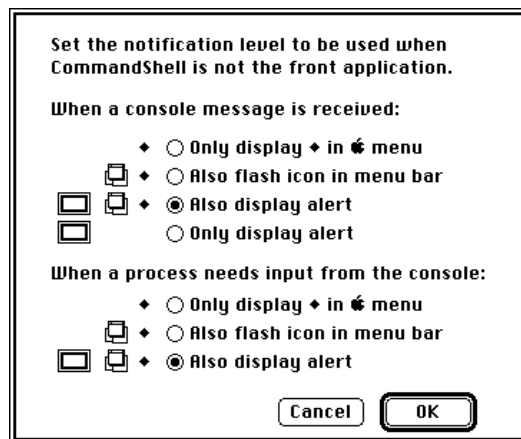 Set the notification level to be used when
CommandShell is not the front application.
When a console message is received:
Only display ◆ in  menu
Also flash icon in menu bar
Also display alert
Only display alert
When a process needs input from the console:
Only display ◆ in  menu
Also flash icon in menu bar
Also display alert
Cancel OK